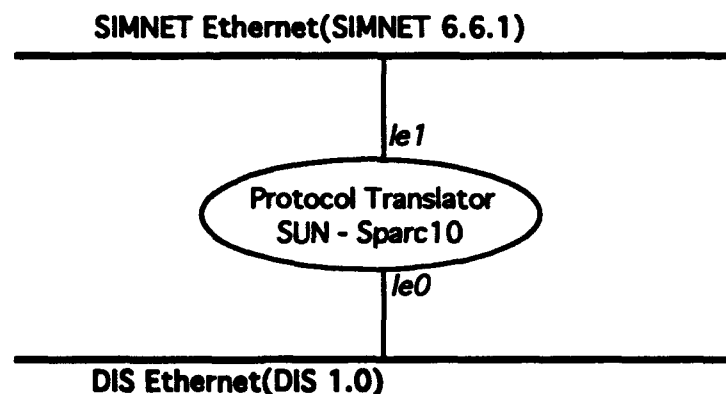 SIMNET Ethernet(SIMNET 6.6.1)
le1
Protocol Translator
SUN - Sparc10
le0
DIS Ethernet(DIS 1.0)